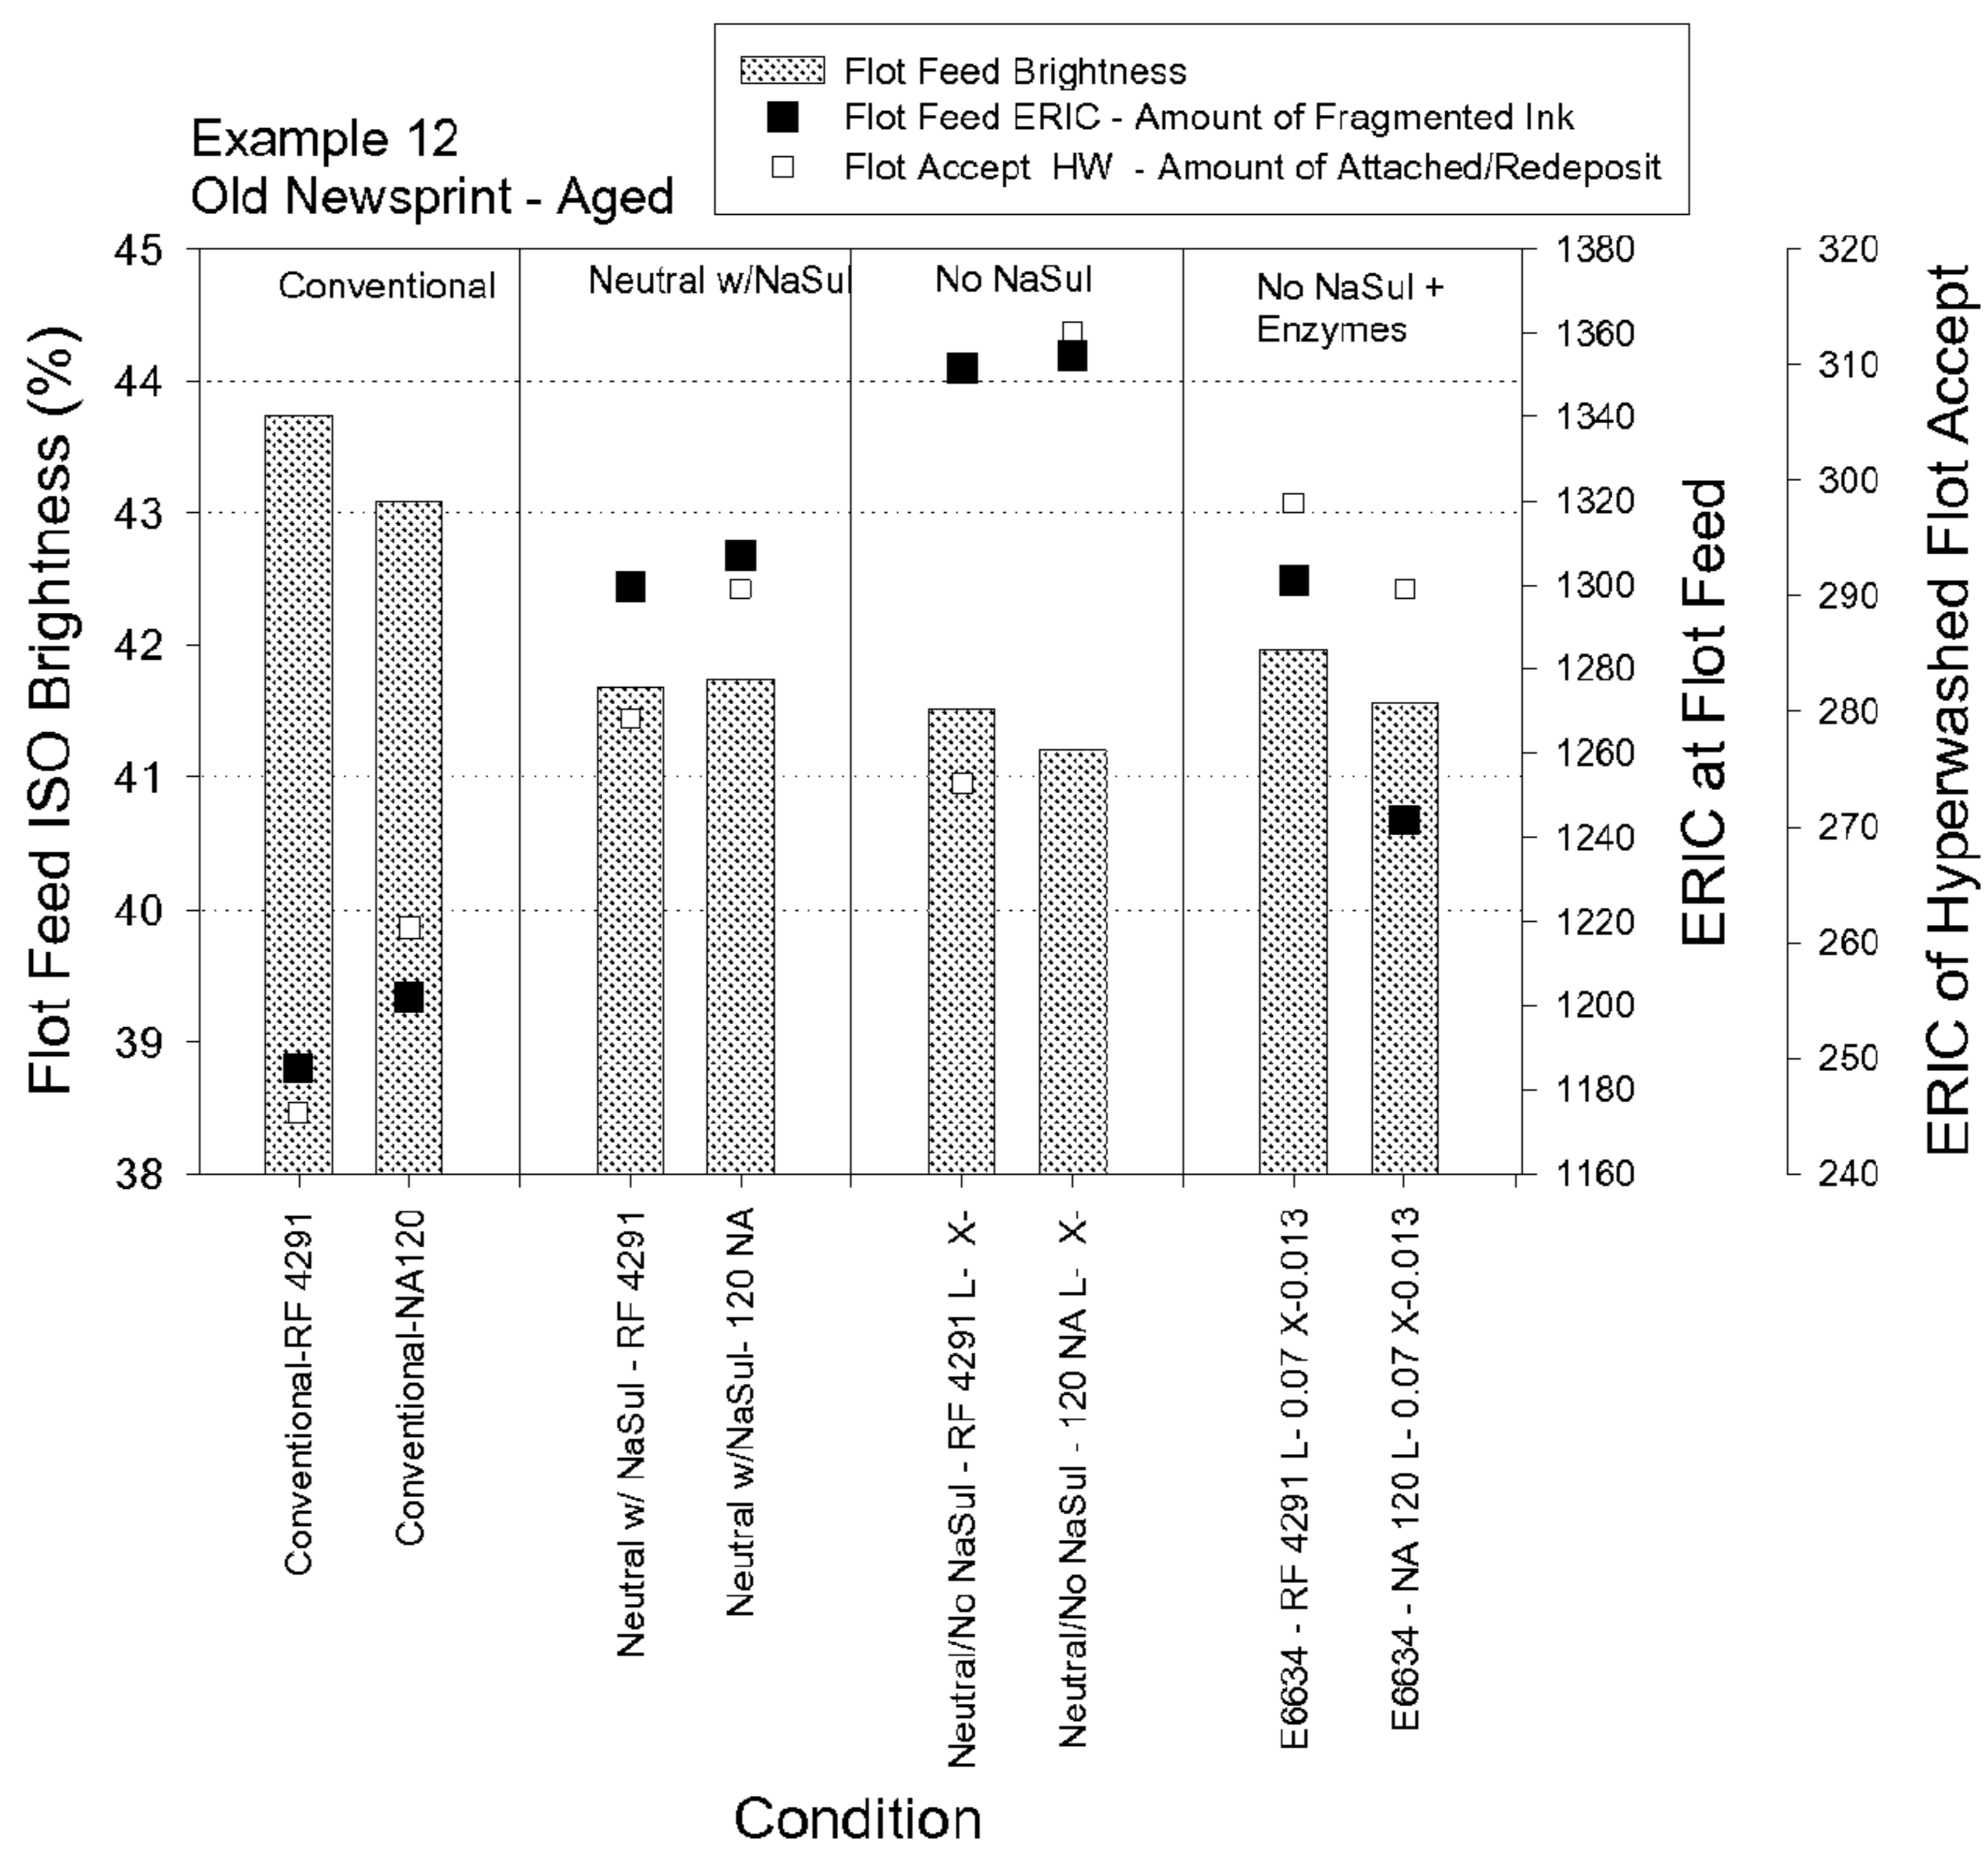 Flot Feed Brightness
Flot Feed ERIC - Amount of Fragmented Ink
Flot Accept HW - Amount of Attached/Redeposit
Example 12
Old Newsprint - Aged
Conventional
Neutral w/NaSul
No NaSul
No NaSul +
Enzymes
Flot Feed ISO Brightness (%)
45
44
43
42
41
40
39
38
1380
1360
1340
1320
1300
1280
1260
1240
1220
1200
1180
1160
ERIC at Flot Feed
320
310
300
290
280
270
260
250
240
ERIC of Hyperwashed Flot Accept
Conventional-RF 4291
Conventional-NA120
Neutral w/ NaSul - RF 4291
Neutral w/NaSul- 120 NA
Neutral/No NaSul - RF 4291 L- X-
Neutral/No NaSul - 120 NA L- X-
E6634 - RF 4291 L- 0.07 X-0.013
E6634 - NA 120 L- 0.07 X-0.013
Condition